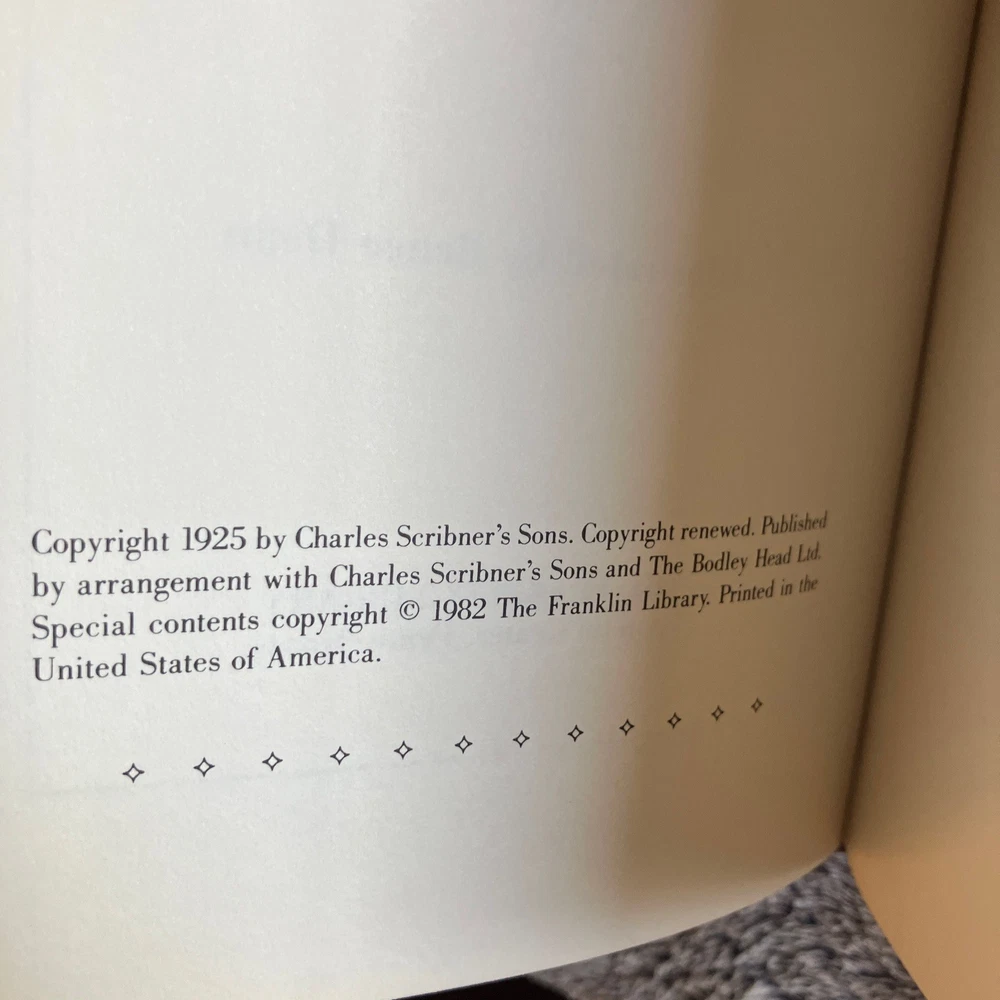 Copyright 1925 by Charles Scribner's Sons. Copyright renewed. Published
by arrangement with Charles Scribner's Sons and The Bodley Head Ltd.
Special contents copyright © 1982 The Franklin Library. Printed in the
United States of America.